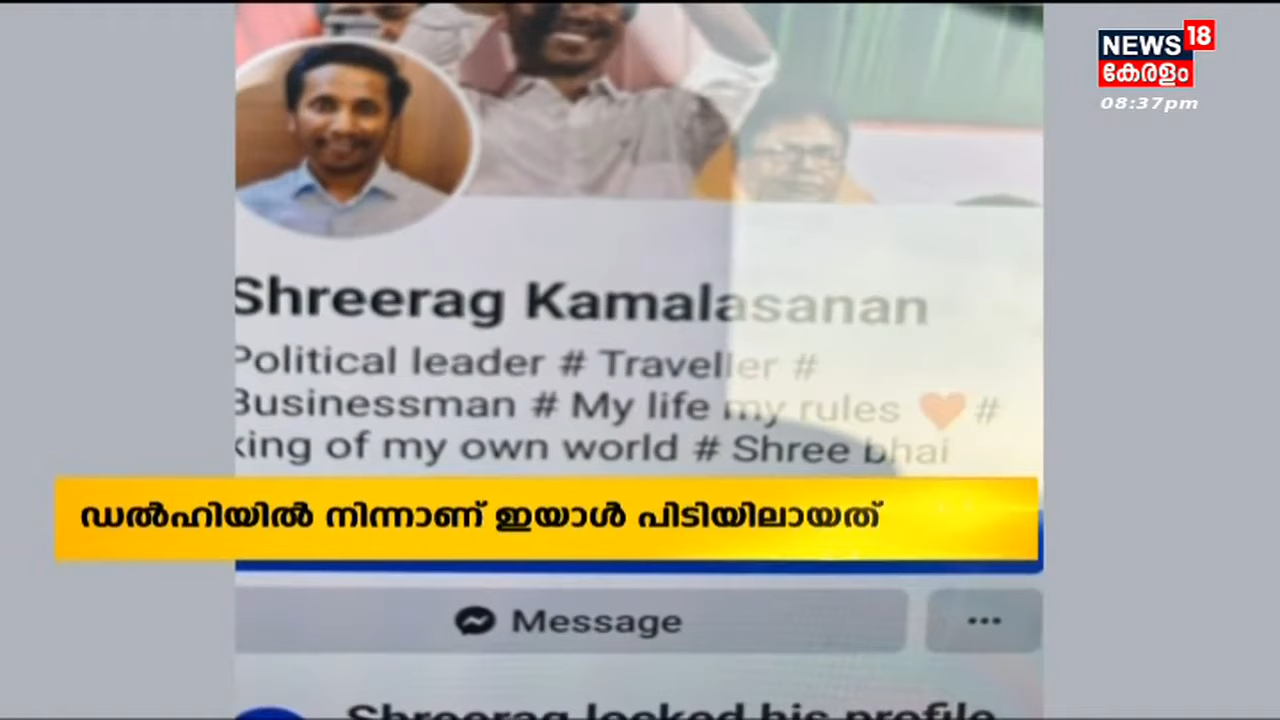 NEWS 18
കേരളം
08:37pm
Shreerag Kamalasanan
Political leader # Traveller #
Businessman # My life my rules ❤️#
king of my own world # Shree bhai
ഡൽഹിയിൽ നിന്നാണ് ഇയാൾ പിടിയിലായത്
Message
Shreerag locked his profile